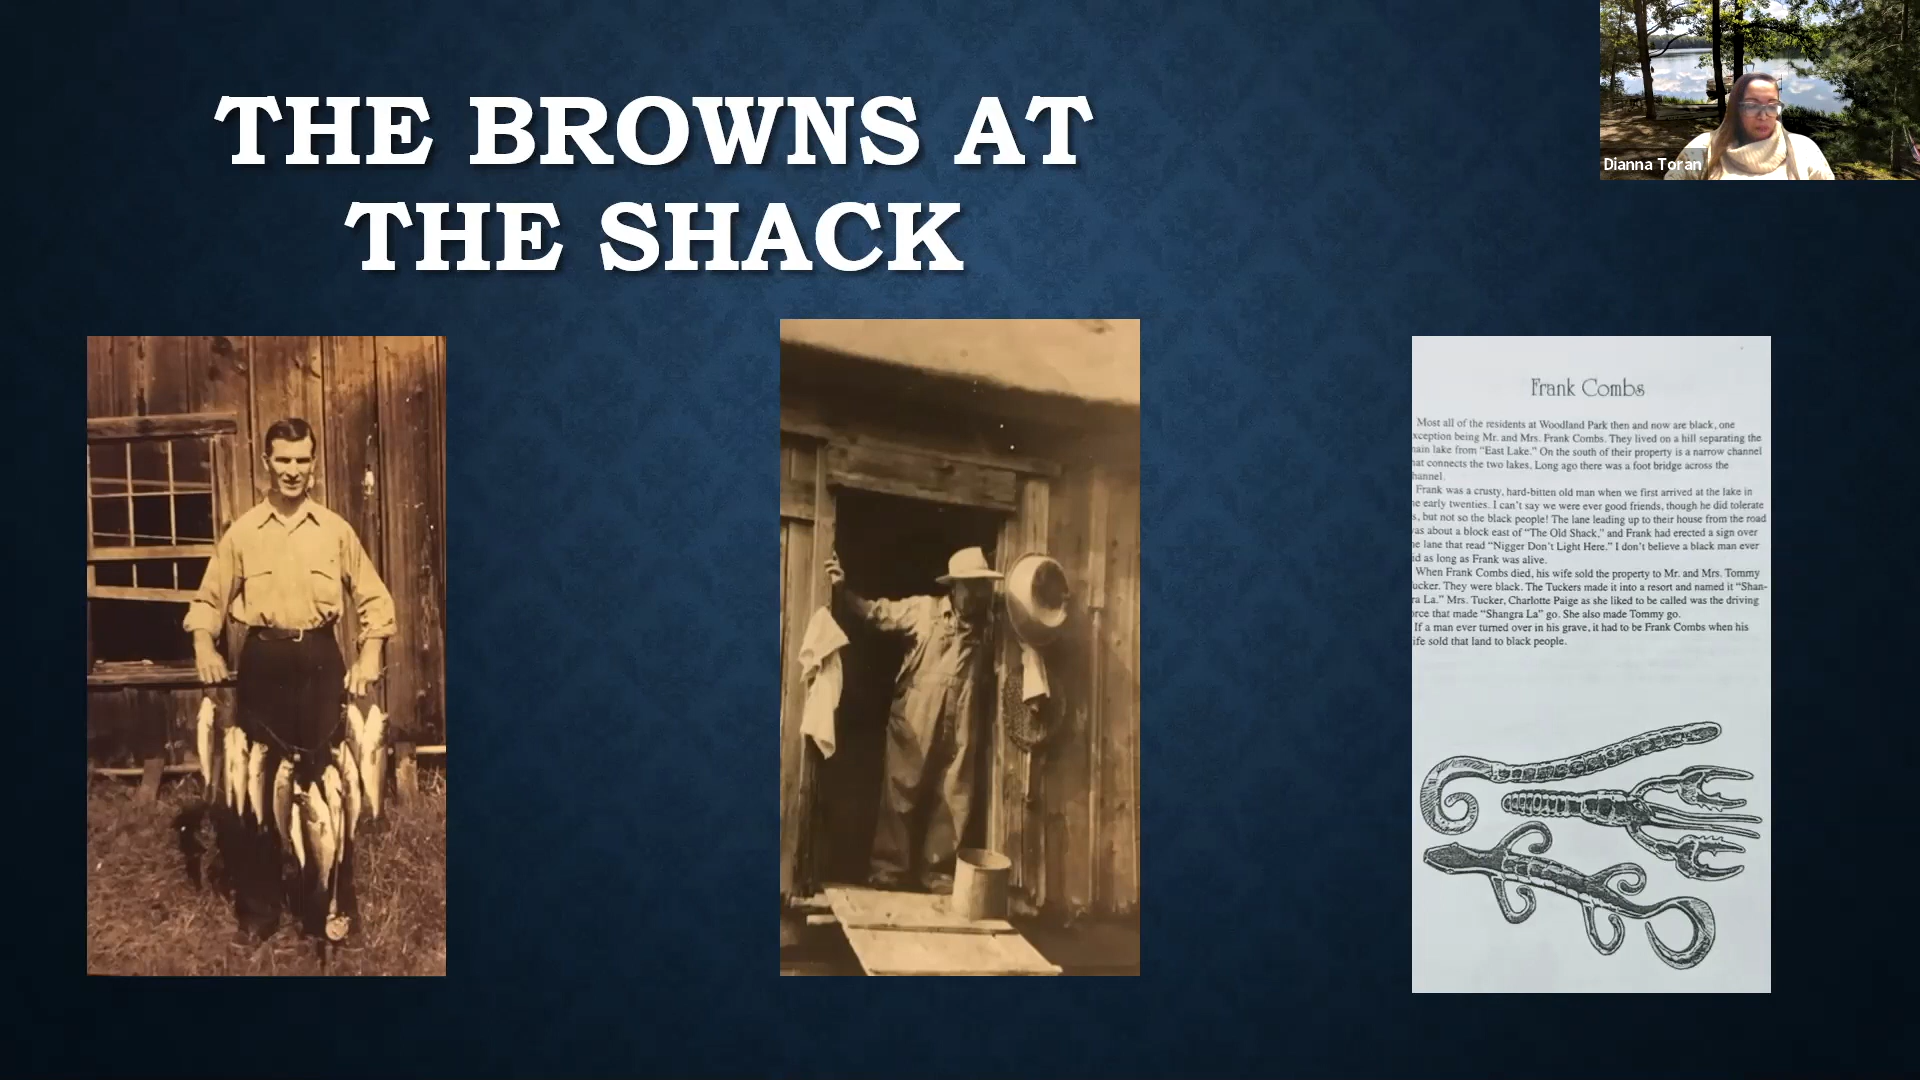 THE BROWNS AT
THE SHACK
Dianna Toran
Frank Combs
Most all of the residents at Woodland Park then and now are black, one
xception being Mr. and Mrs. Frank Combs. They lived on a hill separating the
ain lake from “East Lake.” On the south of their property is a narrow channel
at connects the two lakes. Long ago there was a foot bridge across the
hannel.
Frank was a crusty, hard-bitten old man when we first arrived at the lake in
e early twenties. I can’t say we were ever good friends, though he did tolerate
s, but not so the black people! The lane leading up to their house from the road
as about a block east of “The Old Shack,” and Frank had erected a sign over
e lane that read “Nigger Don’t Light Here.” I don’t believe a black man ever
id as long as Frank was alive.
When Frank Combs died, his wife sold the property to Mr. and Mrs. Tommy
ucker. They were black. The Tuckers made it into a resort and named it “Shan-
ra La.” Mrs. Tucker, Charlotte Paige as she liked to be called was the driving
rce that made “Shangra La” go. She also made Tommy go.
If a man ever turned over in his grave, it had to be Frank Combs when his
ife sold that land to black people.